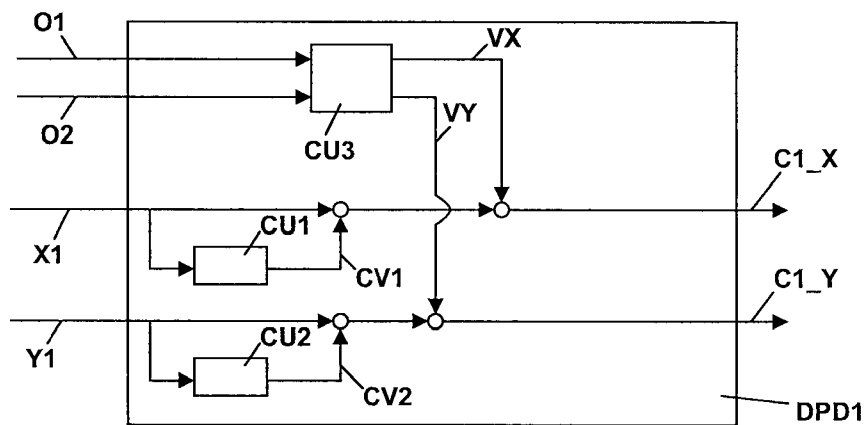 O1
VX
O2
VY
CU3
C1_X
X1
CU1
CV1
C1_Y
Y1
CU2
CV2
DPD1